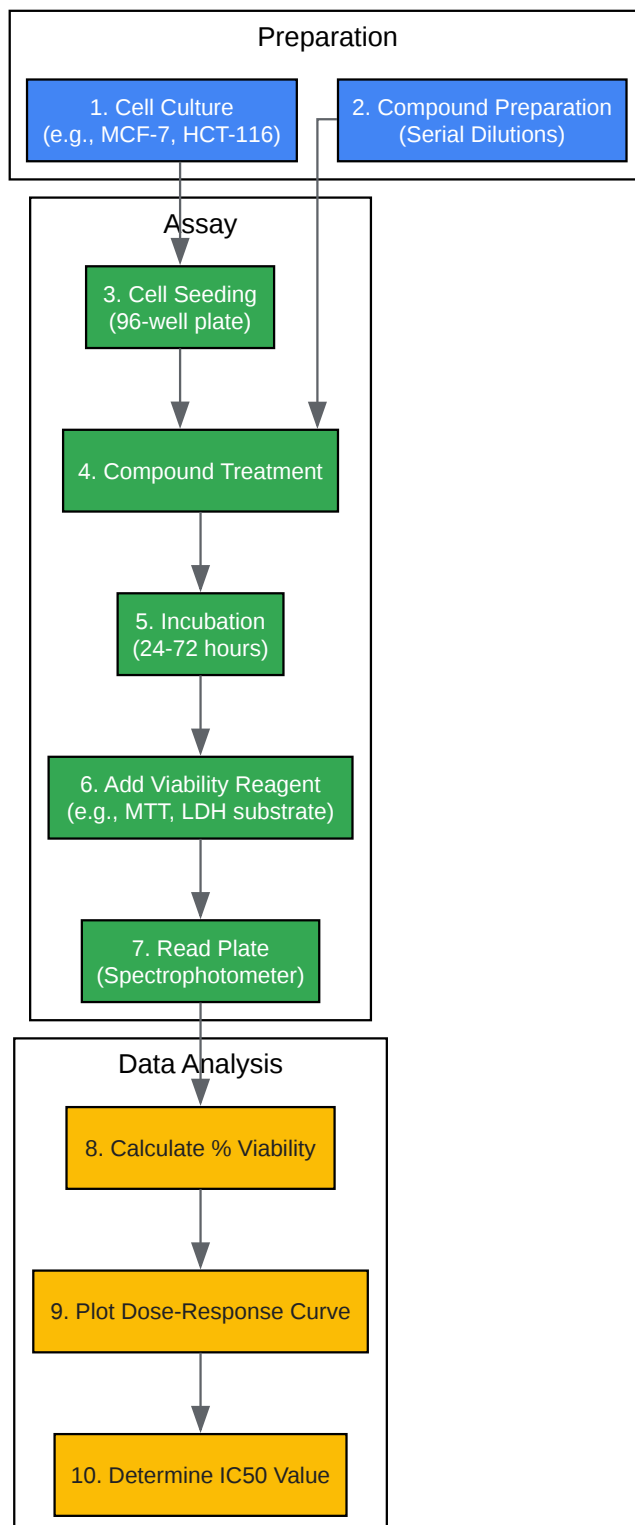 Preparation
1. Cell Culture
(e.g., MCF-7, HCT-116)
2. Compound Preparation
(Serial Dilutions)
Assay
3. Cell Seeding
(96-well plate)
4. Compound Treatment
5. Incubation
(24-72 hours)
6. Add Viability Reagent
(e.g., MTT, LDH substrate)
7. Read Plate
(Spectrophotometer)
Data Analysis
8. Calculate % Viability
9. Plot Dose-Response Curve
10. Determine IC50 Value